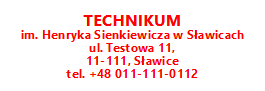 TECHNIKUM
im. Henryka Sienkiewicza w Sławicach
ul. Testowa 11,
11-111, Sławice
tel. +48 011-111-0112